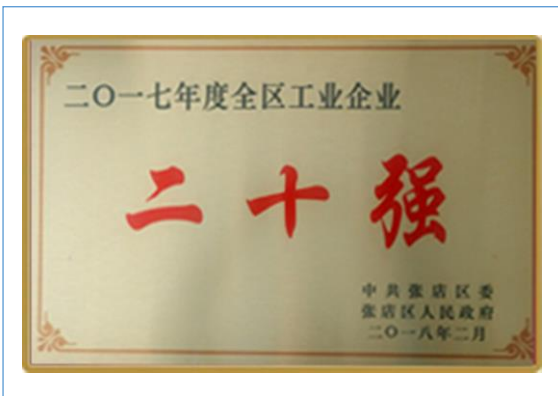 二〇一七年度全区工业企业
二十强
中共张店区委
张店区人民政府
二〇一八年二月